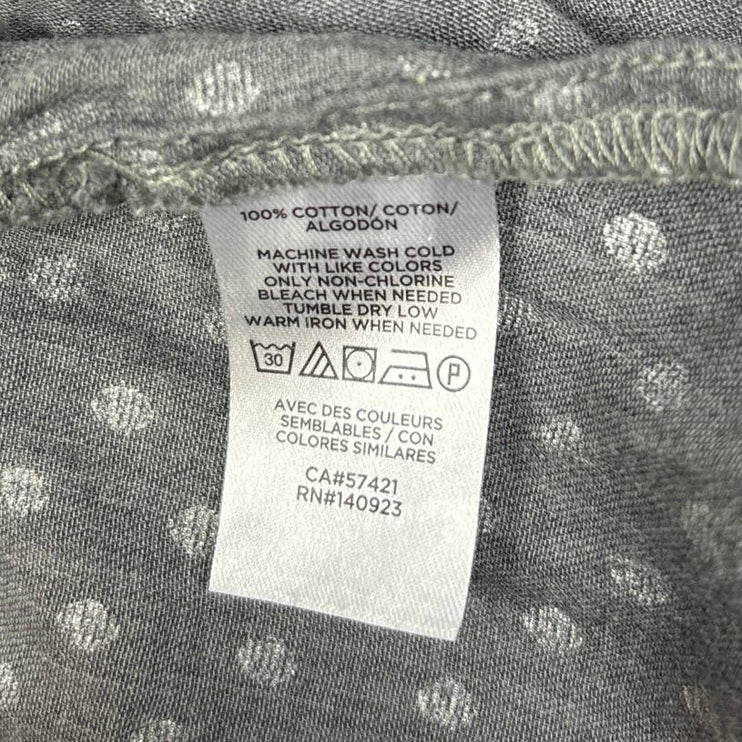 100% COTTON/ COTON/
ALGODÓN
MACHINE WASH COLD
WITH LIKE COLORS
ONLY NON-CHLORINE
BLEACH WHEN NEEDED
TUMBLE DRY LOW
WARM IRON WHEN NEEDED
30 P
AVEC DES COULEURS
SEMBLABLES / CON
COLORES SIMILARES
CA#57421
RN#140923